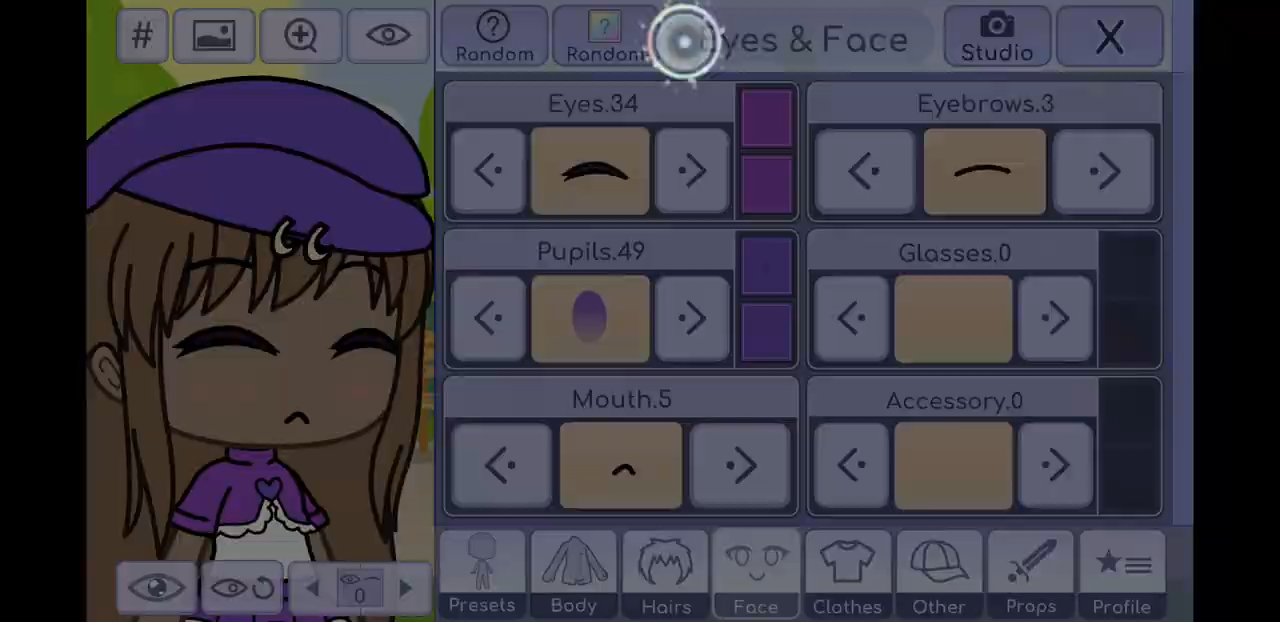 #
Random
Random
Eyes & Face
Studio
X
Eyes.34
Eyebrows.3
Pupils.49
Glasses.0
Mouth.5
Accessory.0
0
Presets
Body
Hairs
Face
Clothes
Other
Props
Profile